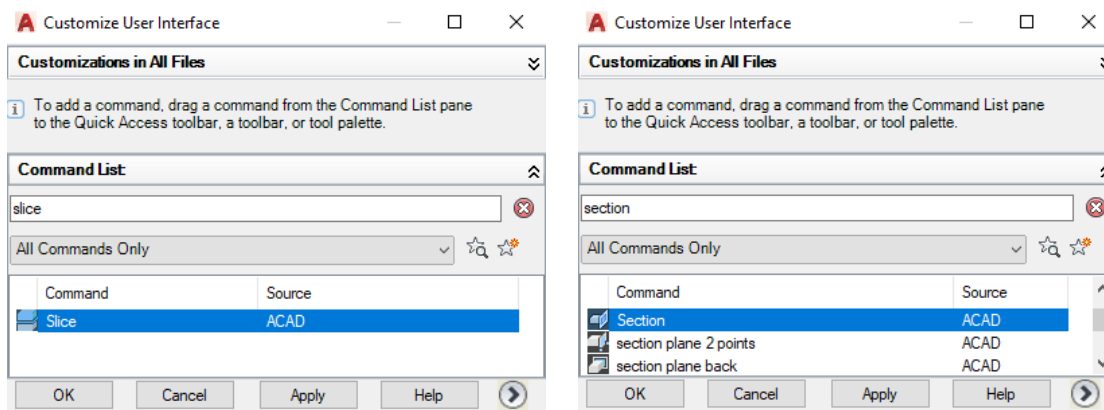 Customize User Interface
Customizations in All Files
To add a command, drag a command from the Command List pane
to the Quick Access toolbar, a toolbar, or tool palette.
Command List:
slice
All Commands Only
Command Source
Slice ACAD
OK Cancel Apply Help
Customize User Interface
Customizations in All Files
To add a command, drag a command from the Command List pane
to the Quick Access toolbar, a toolbar, or tool palette.
Command List:
section
All Commands Only
Command Source
Section ACAD
section plane 2 points ACAD
section plane back ACAD
OK Cancel Apply Help